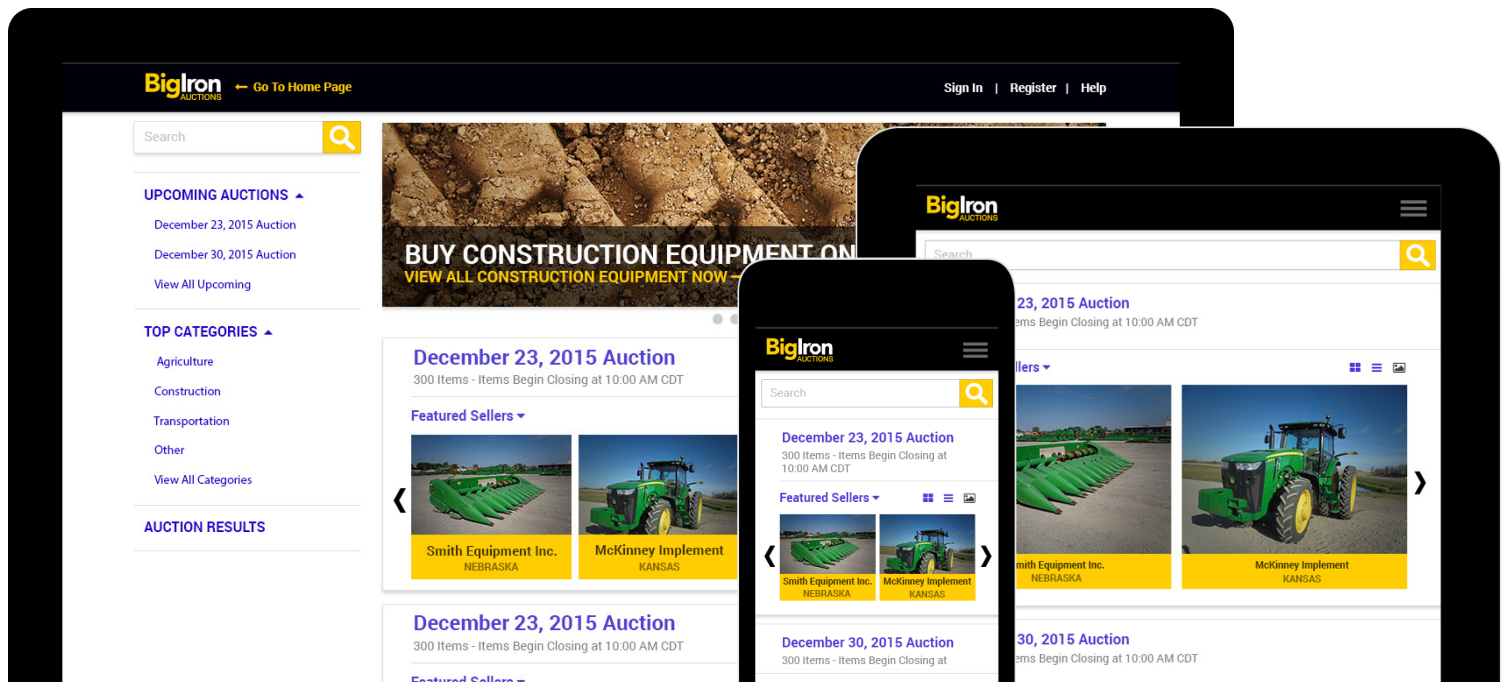 BigIron
AUCTIONS
Go To Home Page
Sign In | Register | Help
Search
UPCOMING AUCTIONS
December 23, 2015 Auction
December 30, 2015 Auction
View All Upcoming
TOP CATEGORIES
Agriculture
Construction
Transportation
Other
View All Categories
AUCTION RESULTS
BUY CONSTRUCTION EQUIPMENT ON
VIEW ALL CONSTRUCTION EQUIPMENT NOW
December 23, 2015 Auction
300 Items - Items Begin Closing at 10:00 AM CDT
Featured Sellers
Smith Equipment Inc.
NEBRASKA
McKinney Implement
KANSAS
December 23, 2015 Auction
300 Items - Items Begin Closing at 10:00 AM CDT
Featured Sellers
BigIron
AUCTIONS
Search
December 23, 2015 Auction
300 Items - Items Begin Closing at
10:00 AM CDT
Featured Sellers
Smith Equipment Inc.
NEBRASKA
McKinney Implement
KANSAS
December 30, 2015 Auction
300 Items - Items Begin Closing at
BigIron
AUCTIONS
Search
23, 2015 Auction
ems Begin Closing at 10:00 AM CDT
llers
mith Equipment Inc.
NEBRASKA
McKinney Implement
KANSAS
30, 2015 Auction
ems Begin Closing at 10:00 AM CDT